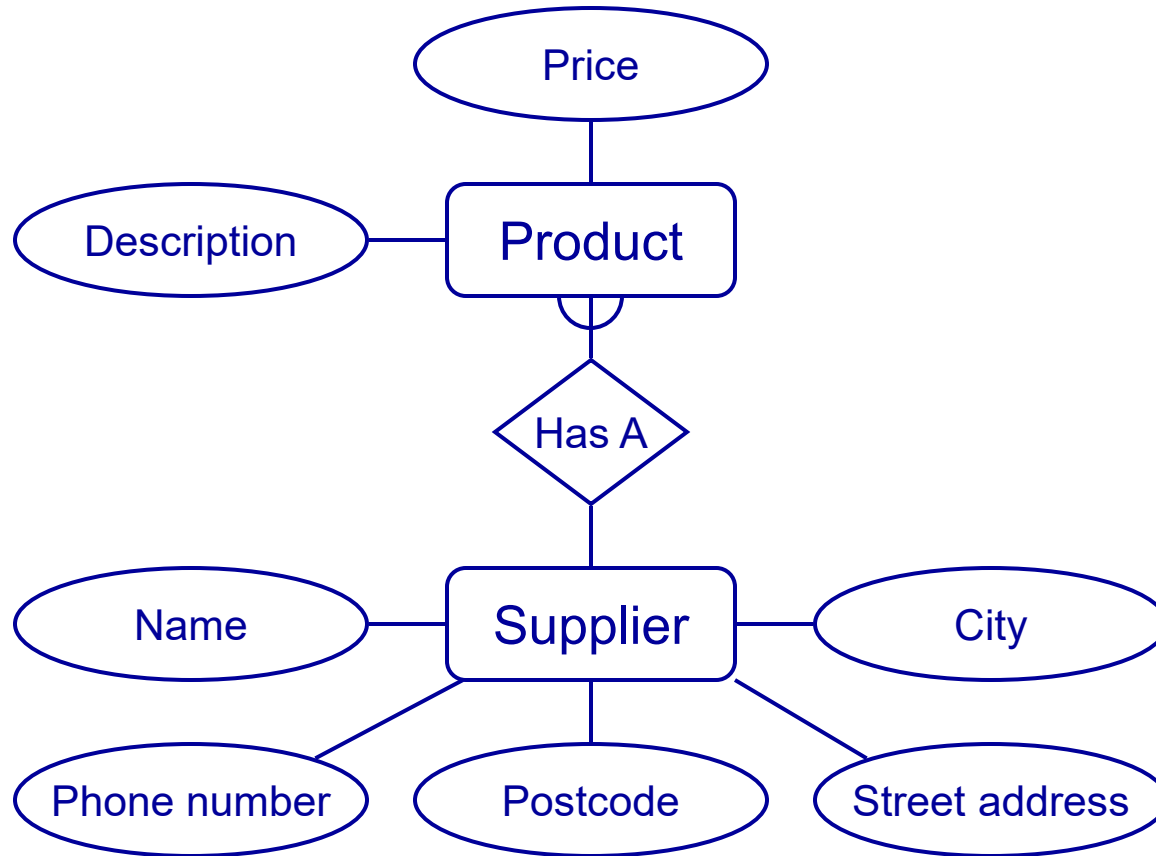 Price
Description
Product
Has A
Name
Supplier
City
Phone number
Postcode
Street address